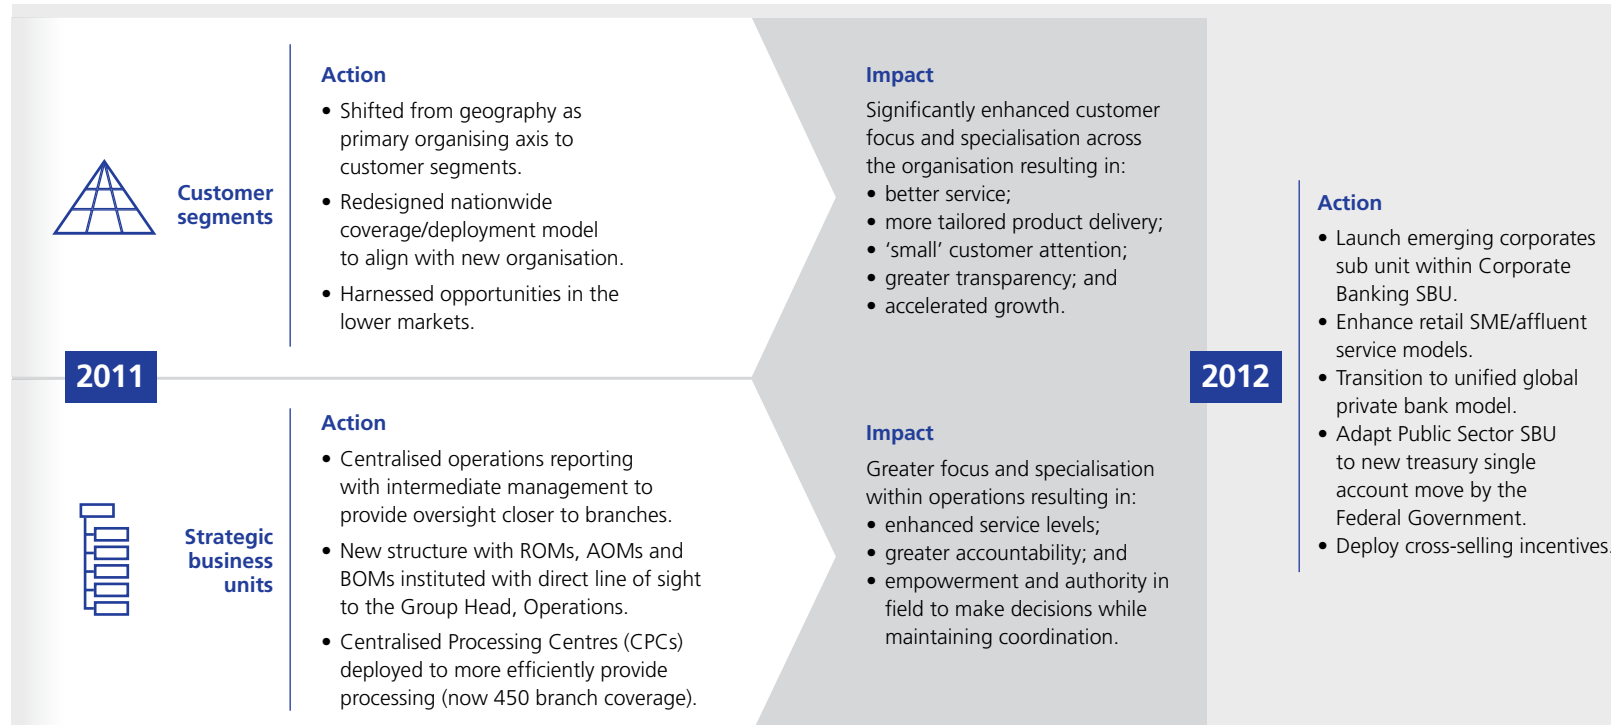 Customer
segments
Action
• Shifted from geography as
primary organising axis to
customer segments.
• Redesigned nationwide
coverage/deployment model
to align with new organisation.
• Harnessed opportunities in the
lower markets.
Impact
Significantly enhanced customer
focus and specialisation across
the organisation resulting in:
• better service;
• more tailored product delivery;
• ‘small’ customer attention;
• greater transparency; and
• accelerated growth.
2011
Strategic
business
units
Action
• Centralised operations reporting
with intermediate management to
provide oversight closer to branches.
• New structure with ROMs, AOMs and
BOMs instituted with direct line of sight
to the Group Head, Operations.
• Centralised Processing Centres (CPCs)
deployed to more efficiently provide
processing (now 450 branch coverage).
Impact
Greater focus and specialisation
within operations resulting in:
• enhanced service levels;
• greater accountability; and
• empowerment and authority in
field to make decisions while
maintaining coordination.
2012
Action
• Launch emerging corporates
sub unit within Corporate
Banking SBU.
• Enhance retail SME/affluent
service models.
• Transition to unified global
private bank model.
• Adapt Public Sector SBU
to new treasury single
account move by the
Federal Government.
• Deploy cross-selling incentives.